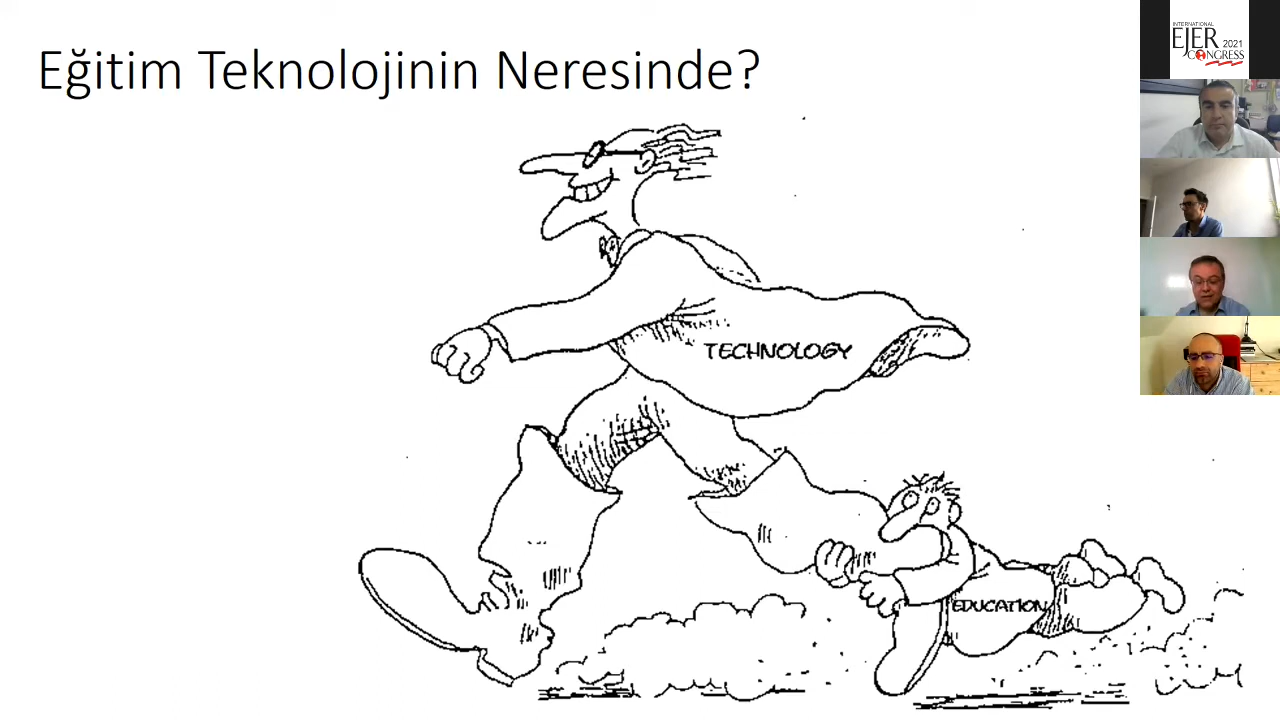 Eğitim Teknolojinin Neresinde?
INTERNATIONAL
EJER 2021
CONGRESS
TECHNOLOGY
EDUCATION